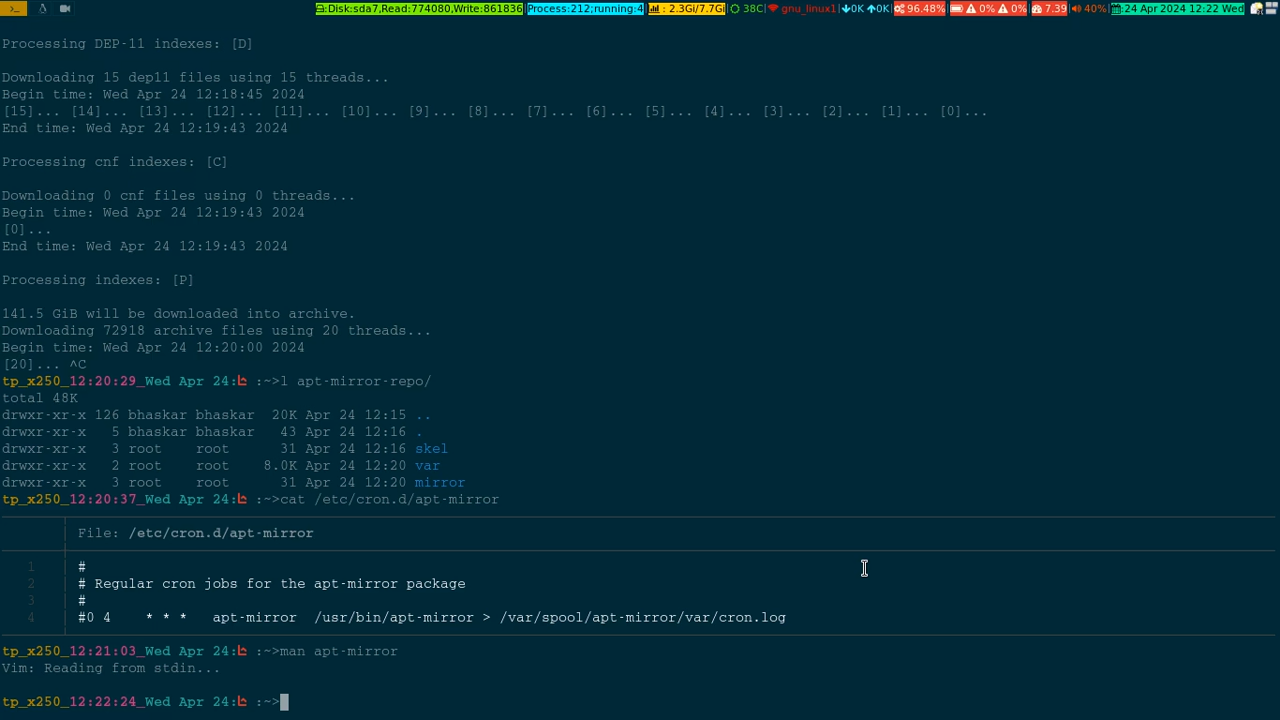 >_ Disk:sda7,Read:774080,Write:861836 Process:212;running:4 : 2.3Gi/7.7Gi 38C gnu_linux1 0K 0K 96.48% 0% 0% 7.39 40% :24 Apr 2024 12:22 Wed
Processing DEP-11 indexes: [D]
Downloading 15 dep11 files using 15 threads...
Begin time: Wed Apr 24 12:18:45 2024
[15]... [14]... [13]... [12]... [11]... [10]... [9]... [8]... [7]... [6]... [5]... [4]... [3]... [2]... [1]... [0]...
End time: Wed Apr 24 12:19:43 2024
Processing cnf indexes: [C]
Downloading 0 cnf files using 0 threads...
Begin time: Wed Apr 24 12:19:43 2024
[0]...
End time: Wed Apr 24 12:19:43 2024
Processing indexes: [P]
141.5 GiB will be downloaded into archive.
Downloading 72918 archive files using 20 threads...
Begin time: Wed Apr 24 12:20:00 2024
[20]... ^C
tp_x250_12:20:29_Wed Apr 24: :~>l apt-mirror-repo/
total 48K
drwxr-xr-x 126 bhaskar bhaskar  20K Apr 24 12:15 ..
drwxr-xr-x   5 bhaskar bhaskar   43 Apr 24 12:16 .
drwxr-xr-x   3 root    root      31 Apr 24 12:16 skel
drwxr-xr-x   2 root    root    8.0K Apr 24 12:20 var
drwxr-xr-x   3 root    root      31 Apr 24 12:20 mirror
tp_x250_12:20:37_Wed Apr 24: :~>cat /etc/cron.d/apt-mirror
File: /etc/cron.d/apt-mirror
1 #
2 # Regular cron jobs for the apt-mirror package
3 #
4 #0 4    * * *   apt-mirror  /usr/bin/apt-mirror > /var/spool/apt-mirror/var/cron.log
tp_x250_12:21:03_Wed Apr 24: :~>man apt-mirror
Vim: Reading from stdin...
tp_x250_12:22:24_Wed Apr 24: :~>